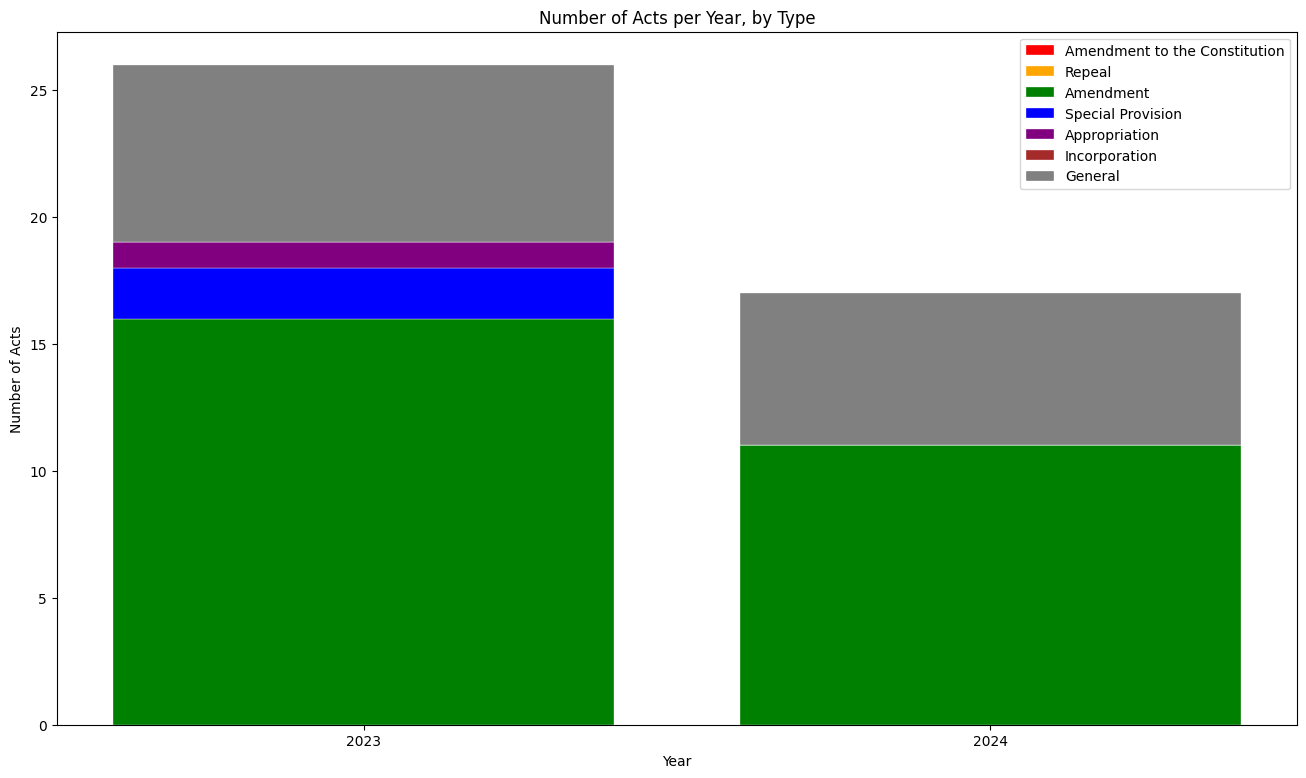 Number of Acts per Year, by Type
Amendment to the Constitution
Repeal
Amendment
Special Provision
Appropriation
Incorporation
General
Number of Acts
25
20
15
10
5
0
2023
2024
Year